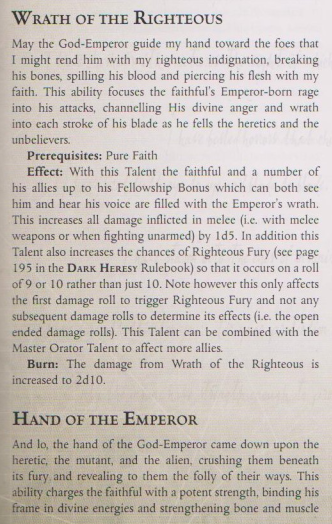 WRATH OF THE RIGHTEOUS
May the God-Emperor guide my hand toward the foes that
I might rend him with my righteous indignation, breaking
his bones, spilling his blood and piercing his flesh with my
faith. This ability focuses the faithful's Emperor-born rage
into his attacks, channelling His divine anger and wrath
into each stroke of his blade as he fells the heretics and the
unbelievers.
Prerequisites: Pure Faith
Effect: With this Talent the faithful and a number of
his allies up to his Fellowship Bonus which can both see
him and hear his voice are filled with the Emperor's wrath.
This increases all damage inflicted in melee (i.e. with melee
weapons or when fighting unarmed) by 1d5. In addition this
Talent also increases the chances of Righteous Fury (see page
195 in the DARK HERESY Rulebook) so that it occurs on a roll
of 9 or 10 rather than just 10. Note however this only affects
the first damage roll to trigger Righteous Fury and not any
subsequent damage rolls to determine its effects (i.e. the open
ended damage rolls). This Talent can be combined with the
Master Orator Talent to affect more allies.
Burn: The damage from Wrath of the Righteous is
increased to 2d10.
HAND OF THE EMPEROR
And lo, the hand of the God-Emperor came down upon the
heretic, the mutant, and the alien, crushing them beneath
its fury and revealing to them the folly of their ways. This
ability charges the faithful with a potent strength, binding his
frame in divine energies and strengthening bone and muscle